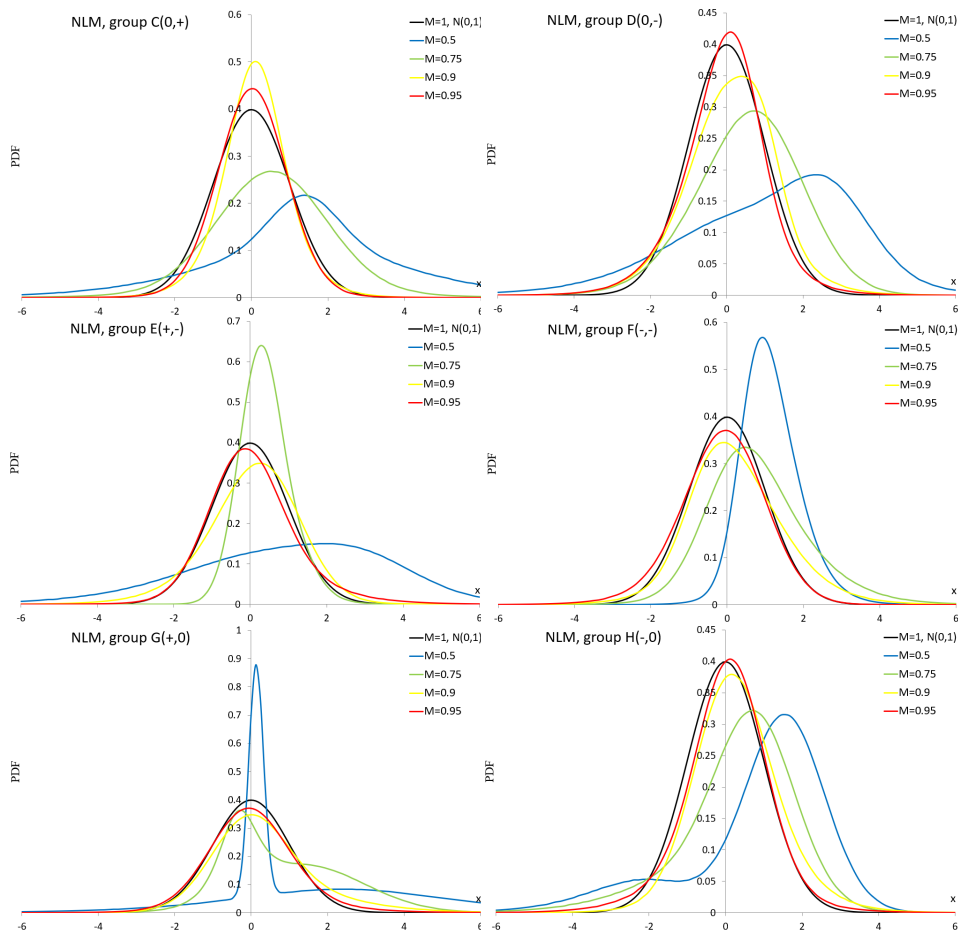 NLM, group C(0,+)
0.6
0.5
0.4
0.3
0.2
0.1
0
PDF
M=1, N(0,1)
M=0.5
M=0.75
M=0.9
M=0.95
x
-6 -4 -2 0 2 4 6
NLM, group D(0,-)
0.45
0.4
0.35
0.3
0.25
0.2
0.15
0.1
0.05
0
PDF
M=1, N(0,1)
M=0.5
M=0.75
M=0.9
M=0.95
x
-6 -4 -2 0 2 4 6
NLM, group E(+,-)
0.7
0.6
0.5
0.4
0.3
0.2
0.1
0
PDF
M=1, N(0,1)
M=0.5
M=0.75
M=0.9
M=0.95
x
-6 -4 -2 0 2 4 6
NLM, group F(-,-)
0.6
0.5
0.4
0.3
0.2
0.1
0
PDF
M=1, N(0,1)
M=0.5
M=0.75
M=0.9
M=0.95
x
-6 -4 -2 0 2 4 6
NLM, group G(+,0)
1
0.9
0.8
0.7
0.6
0.5
0.4
0.3
0.2
0.1
0
PDF
M=1, N(0,1)
M=0.5
M=0.75
M=0.9
M=0.95
x
-6 -4 -2 0 2 4 6
NLM, group H(-,0)
0.45
0.4
0.35
0.3
0.25
0.2
0.15
0.1
0.05
0
PDF
M=1, N(0,1)
M=0.5
M=0.75
M=0.9
M=0.95
x
-6 -4 -2 0 2 4 6